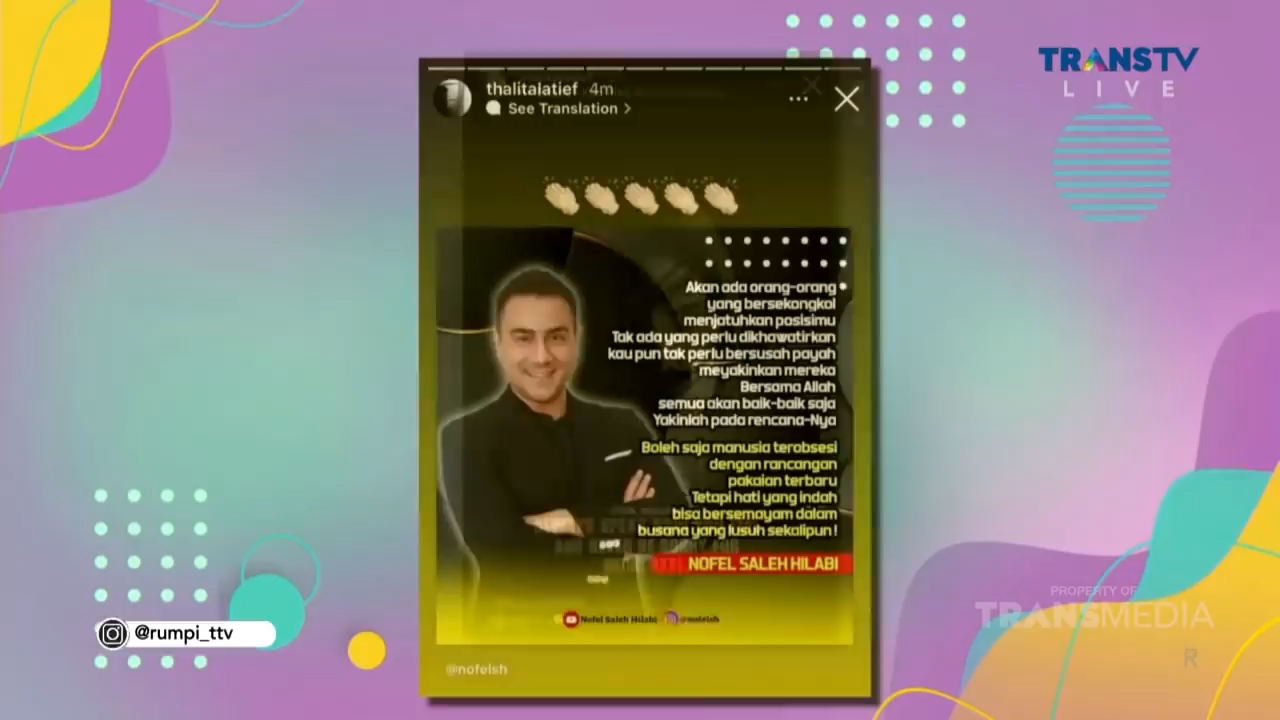 TRANSTV
LIVE
thalitalatief 4m
See Translation >
Akan ada orang-orang
yang bersekongkol
menjatuhkan posisimu
Tak ada yang perlu dikhawatirkan
kau pun tak perlu bersusah payah
meyakinkan mereka
Bersama Allah
semua akan baik-baik saja
Yakinlah pada rencana-Nya
Boleh saja manusia terobsesi
dengan rancangan
pakaian terbaru
Tetapi hati yang indah
bisa bersemayam dalam
busana yang lusuh sekalipun!
NOFEL SALEH HILABI
Nofel Saleh Hilabi @nofelsh
@nofelsh
@rumpi_ttv
PROPERTY OF
TRANSMEDIA
R